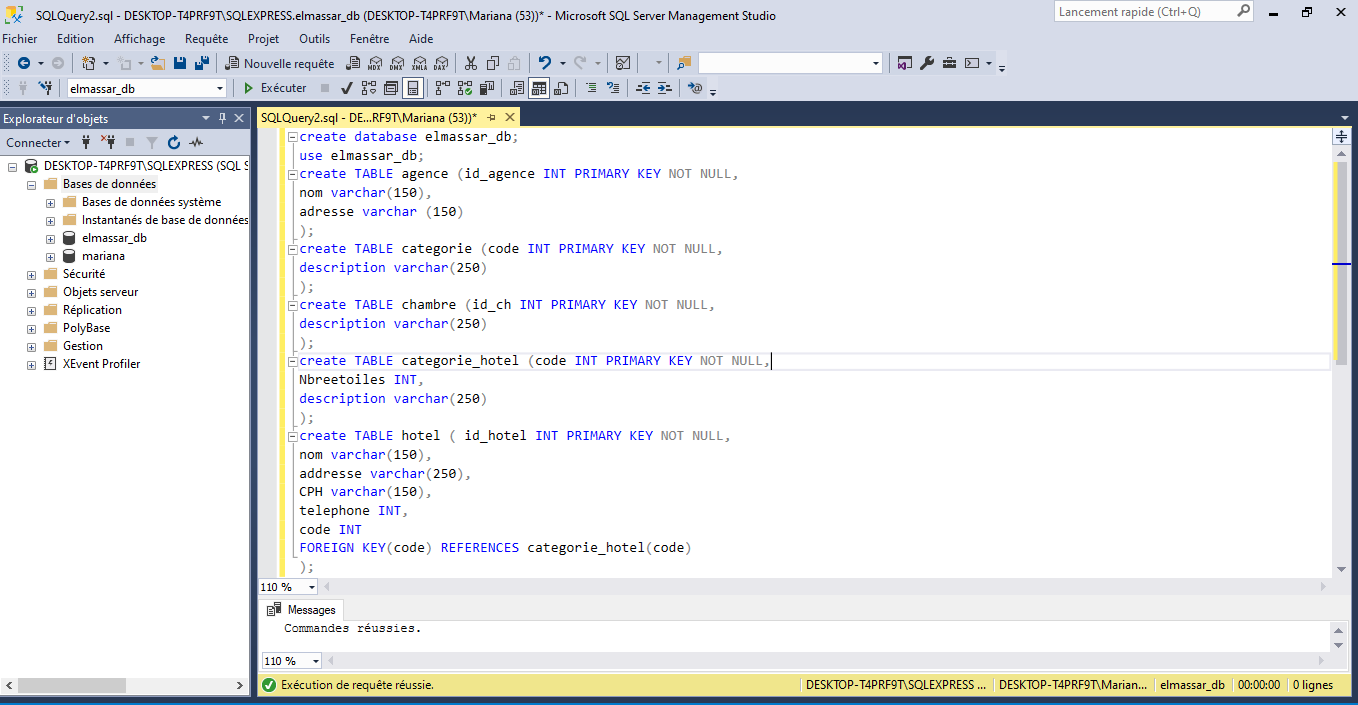 SQLQuery2.sql - DESKTOP-T4PRF9T\SQLEXPRESS.elmassar_db (DESKTOP-T4PRF9T\Mariana (53))* - Microsoft SQL Server Management Studio
Lancement rapide (Ctrl+Q)
Fichier Edition Affichage Requête Projet Outils Fenêtre Aide
Nouvelle requête MDX DMX XMLA DAX
elmassar_db Exécuter
Explorateur d'objets
SQLQuery2.sql - DE...RF9T\Mariana (53))*
Connecter
DESKTOP-T4PRF9T\SQLEXPRESS (SQL S
Bases de données
Bases de données système
Instantanés de base de données
elmassar_db
mariana
Sécurité
Objets serveur
Réplication
PolyBase
Gestion
XEvent Profiler
create database elmassar_db;
use elmassar_db;
create TABLE agence (id_agence INT PRIMARY KEY NOT NULL,
nom varchar(150),
adresse varchar (150)
);
create TABLE categorie (code INT PRIMARY KEY NOT NULL,
description varchar(250)
);
create TABLE chambre (id_ch INT PRIMARY KEY NOT NULL,
description varchar(250)
);
create TABLE categorie_hotel (code INT PRIMARY KEY NOT NULL,
Nbreetoiles INT,
description varchar(250)
);
create TABLE hotel ( id_hotel INT PRIMARY KEY NOT NULL,
nom varchar(150),
addresse varchar(250),
CPH varchar(150),
telephone INT,
code INT
FOREIGN KEY(code) REFERENCES categorie_hotel(code)
);
110 %
Messages
Commandes réussies.
110 %
Exécution de requête réussie.
DESKTOP-T4PRF9T\SQLEXPRESS ... DESKTOP-T4PRF9T\Marian... elmassar_db 00:00:00 0 lignes